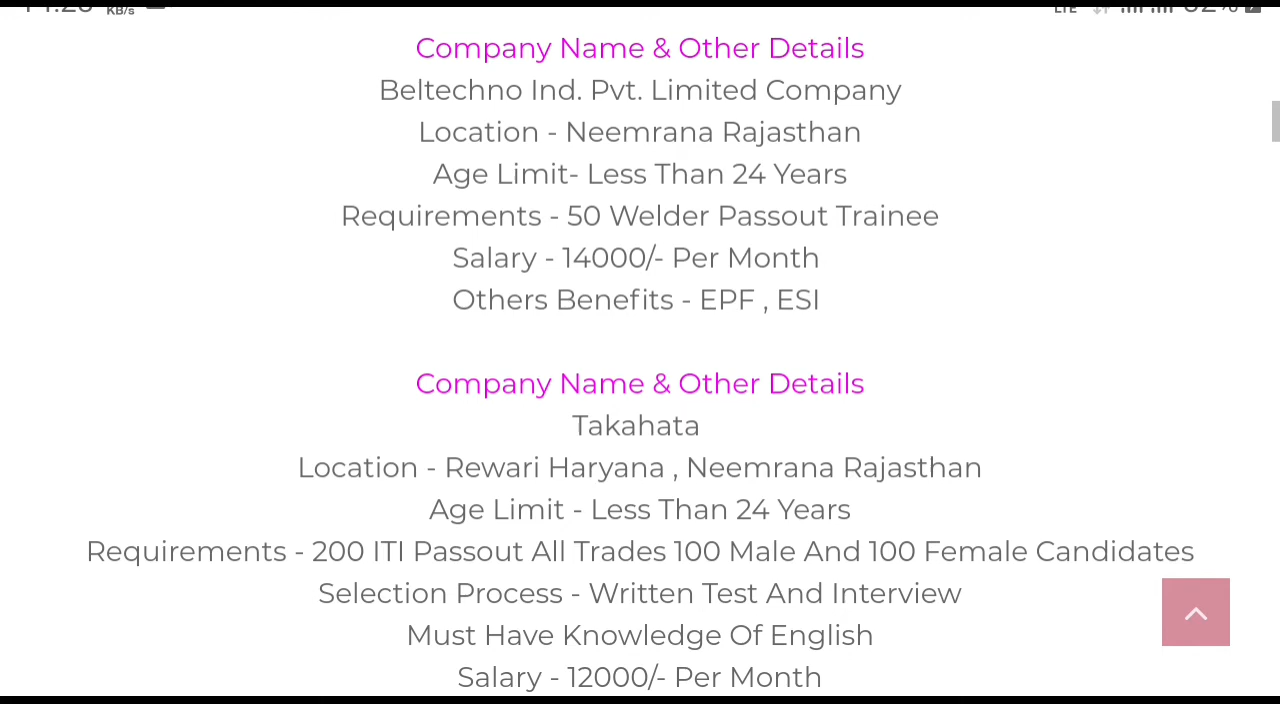 KB/s
LTE
Company Name & Other Details
Beltechno Ind. Pvt. Limited Company
Location - Neemrana Rajasthan
Age Limit- Less Than 24 Years
Requirements - 50 Welder Passout Trainee
Salary - 14000/- Per Month
Others Benefits - EPF , ESI
Company Name & Other Details
Takahata
Location - Rewari Haryana , Neemrana Rajasthan
Age Limit - Less Than 24 Years
Requirements - 200 ITI Passout All Trades 100 Male And 100 Female Candidates
Selection Process - Written Test And Interview
Must Have Knowledge Of English
Salary - 12000/- Per Month